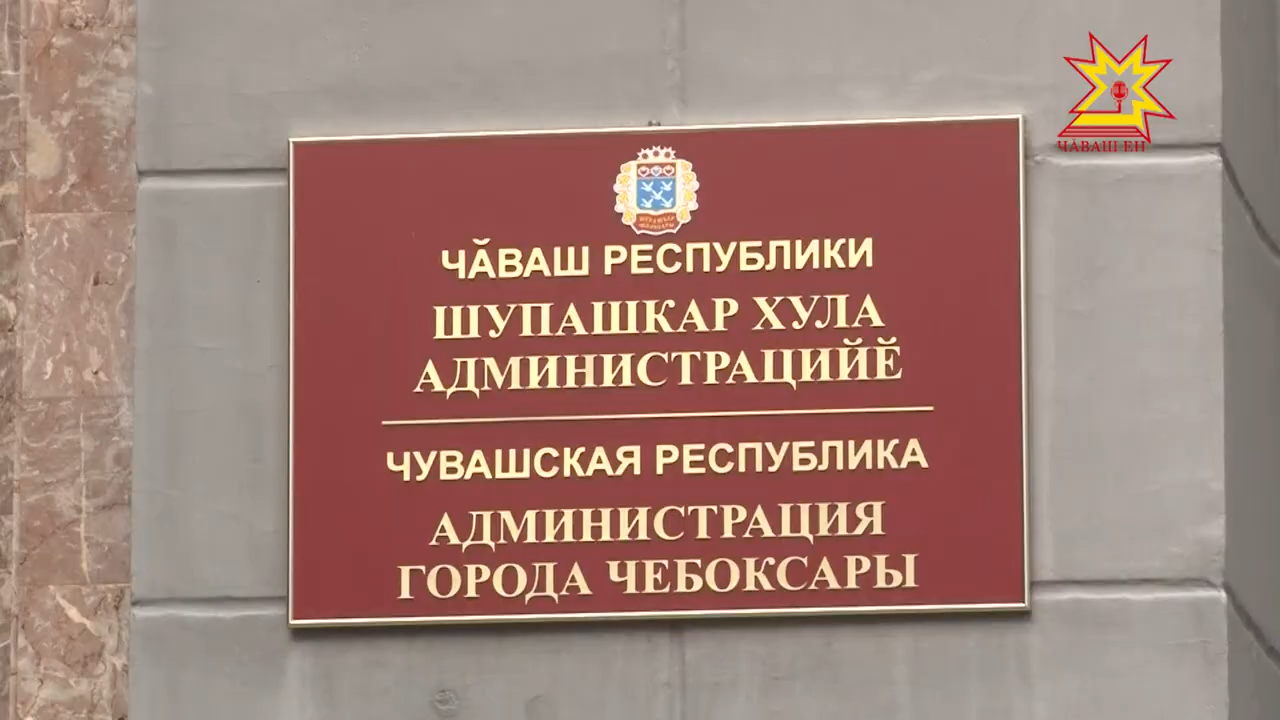 ЧӐВАШ ЕН
ЧӐВАШ РЕСПУБЛИКИ
ШУПАШКАР ХУЛА
АДМИНИСТРАЦИЙӖ
ЧУВАШСКАЯ РЕСПУБЛИКА
АДМИНИСТРАЦИЯ
ГОРОДА ЧЕБОКСАРЫ